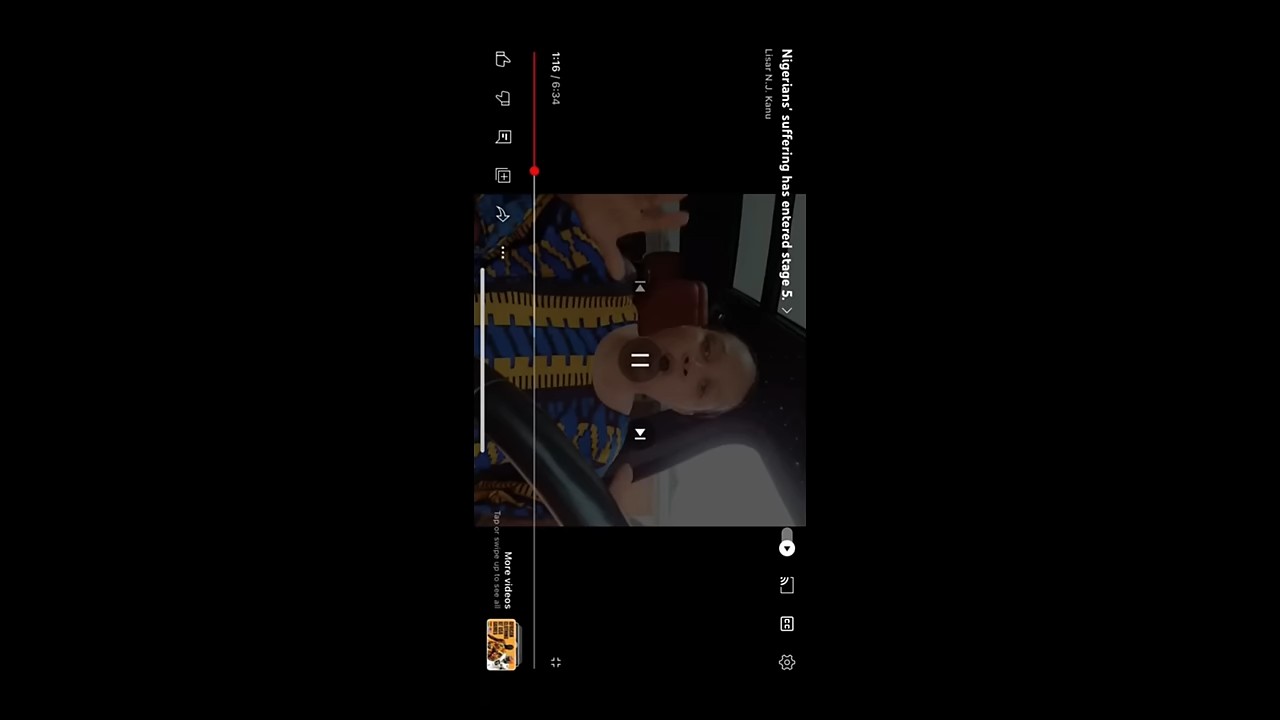 Nigerians’ suffering has entered stage 5.
Lisar N.J. Kanu
1:16 / 6:34
More videos
Tap or swipe up to see all